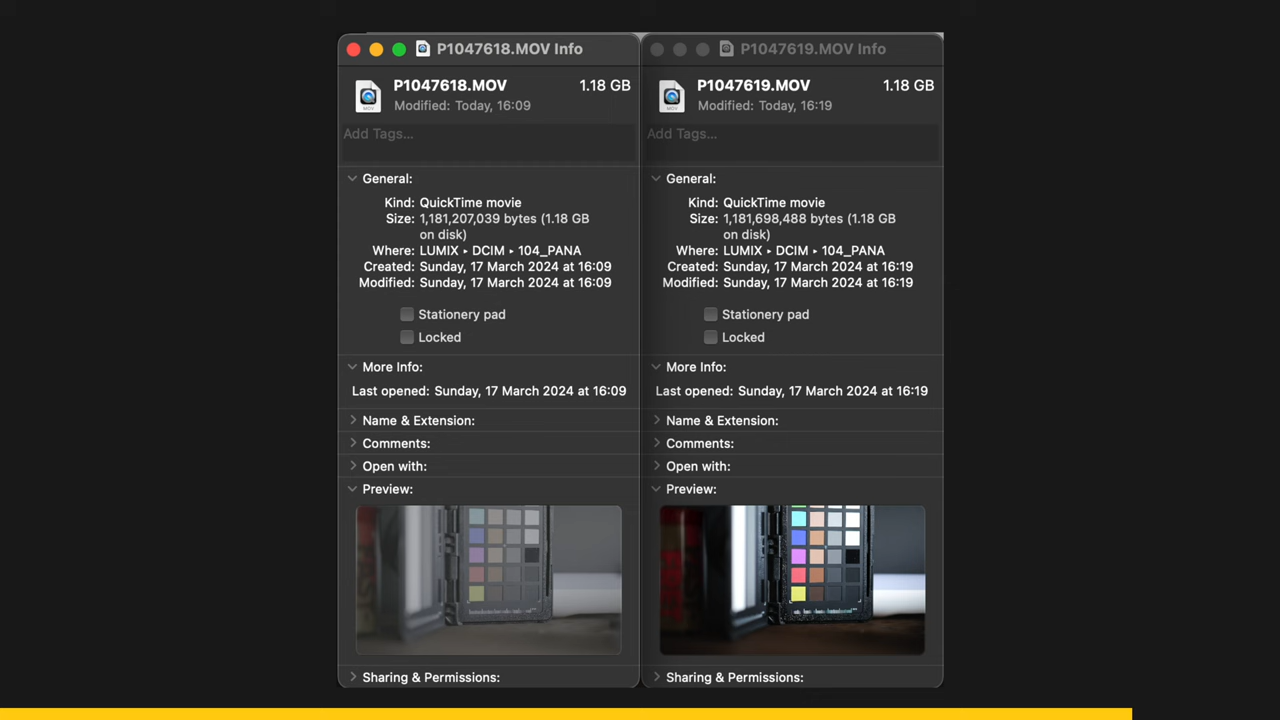 P1047618.MOV Info
P1047618.MOV 1.18 GB
Modified: Today, 16:09
Add Tags...
General:
Kind: QuickTime movie
Size: 1,181,207,039 bytes (1.18 GB
on disk)
Where: LUMIX ▸ DCIM ▸ 104_PANA
Created: Sunday, 17 March 2024 at 16:09
Modified: Sunday, 17 March 2024 at 16:09
Stationery pad
Locked
More Info:
Last opened: Sunday, 17 March 2024 at 16:09
Name & Extension:
Comments:
Open with:
Preview:
Sharing & Permissions:
P1047619.MOV Info
P1047619.MOV 1.18 GB
Modified: Today, 16:19
Add Tags...
General:
Kind: QuickTime movie
Size: 1,181,698,488 bytes (1.18 GB
on disk)
Where: LUMIX ▸ DCIM ▸ 104_PANA
Created: Sunday, 17 March 2024 at 16:19
Modified: Sunday, 17 March 2024 at 16:19
Stationery pad
Locked
More Info:
Last opened: Sunday, 17 March 2024 at 16:19
Name & Extension:
Comments:
Open with:
Preview:
Sharing & Permissions: